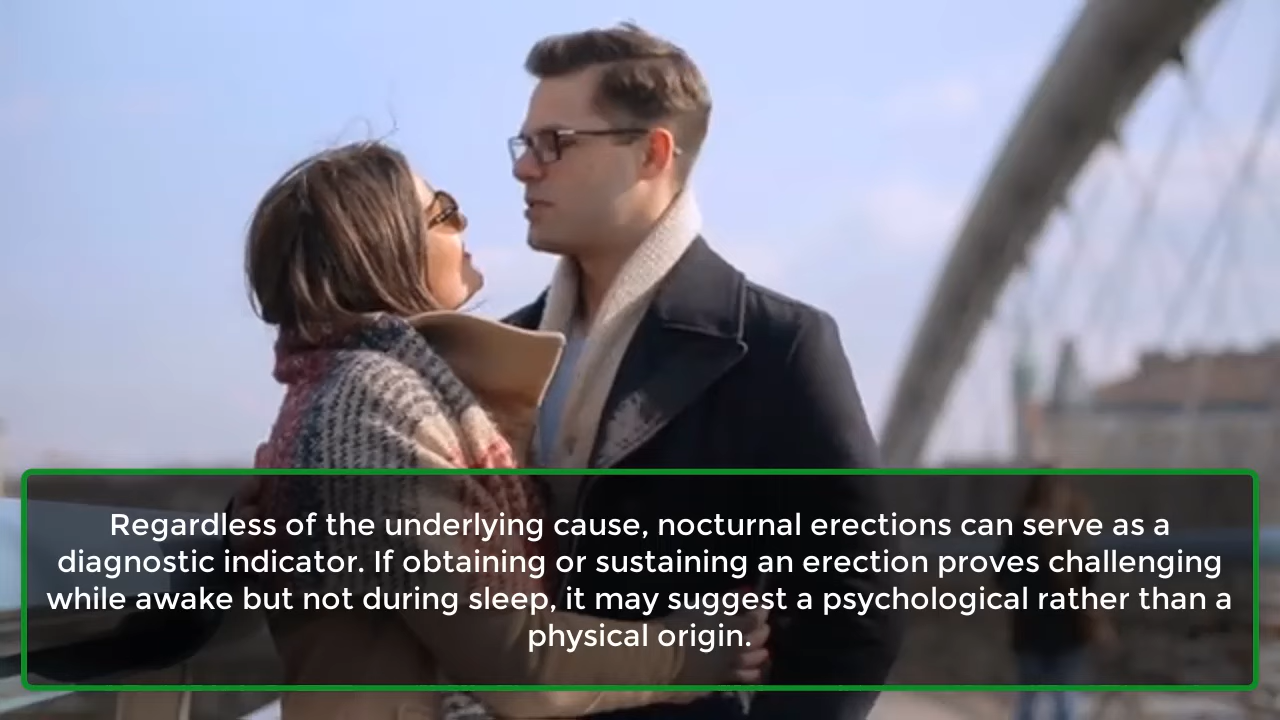 Regardless of the underlying cause, nocturnal erections can serve as a
diagnostic indicator. If obtaining or sustaining an erection proves challenging
while awake but not during sleep, it may suggest a psychological rather than a
physical origin.